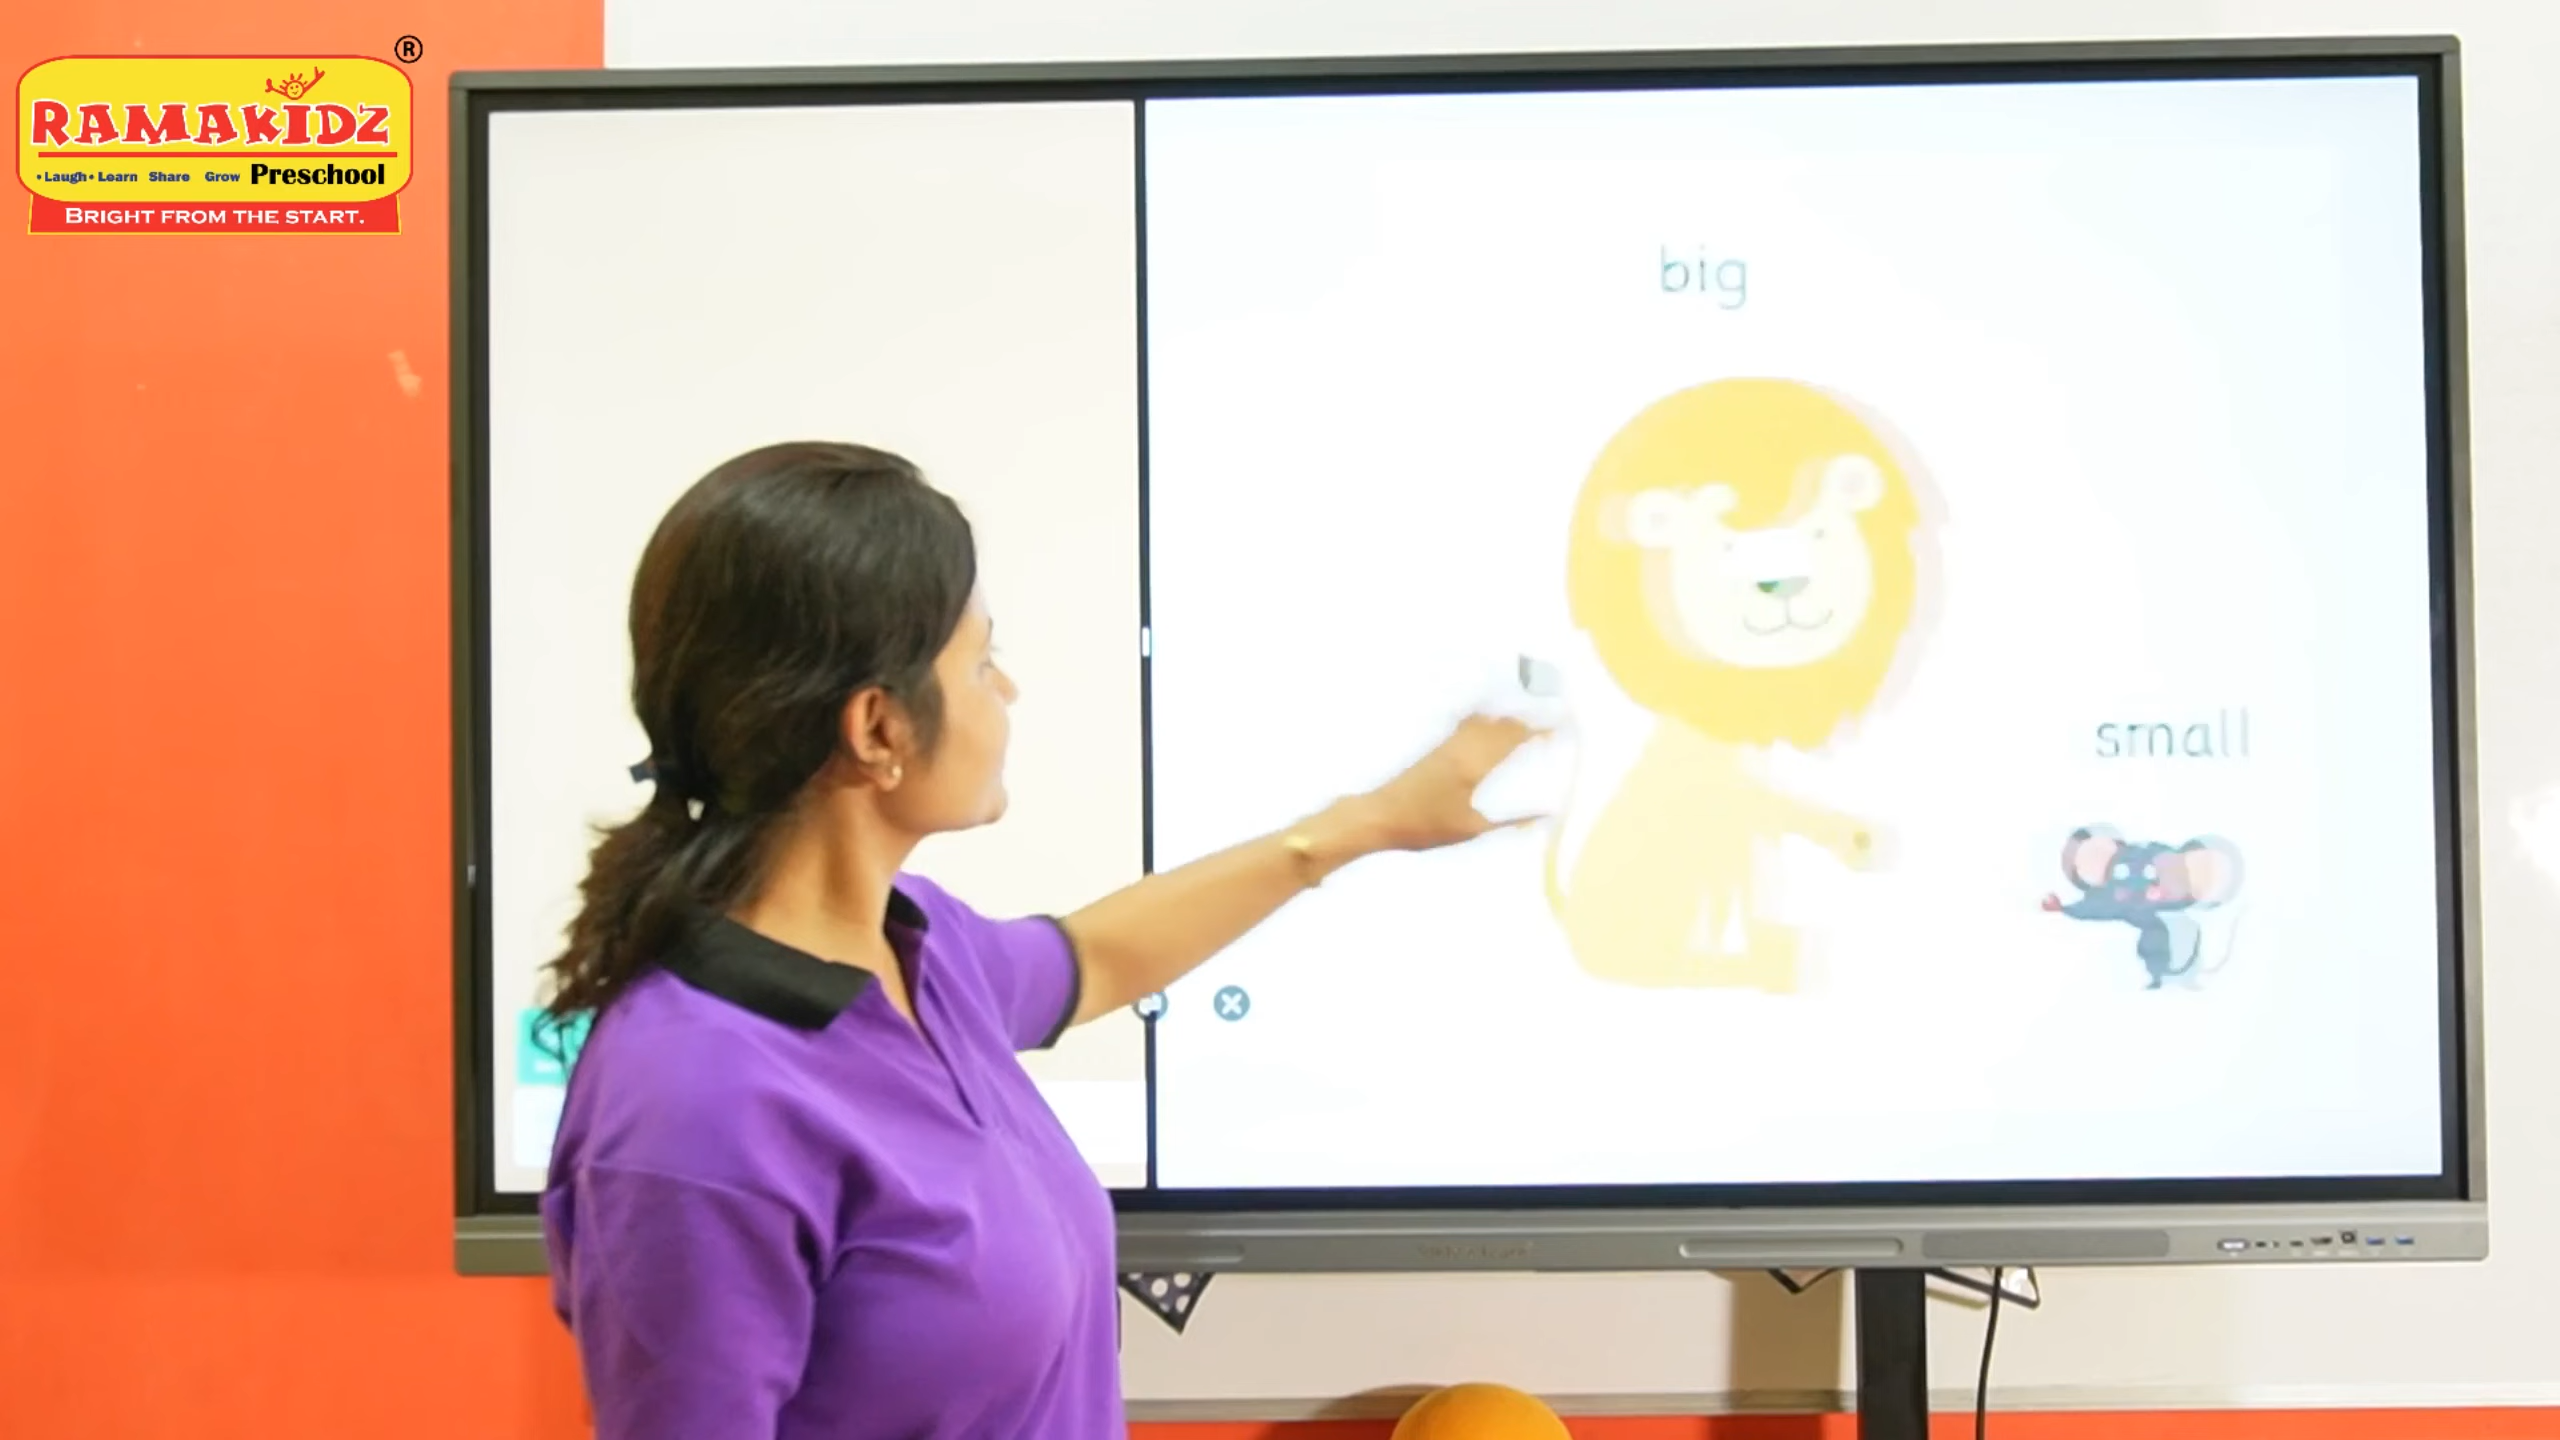 ®
RAMAKIDZ
• Laugh • Learn Share Grow Preschool
BRIGHT FROM THE START.
big
small